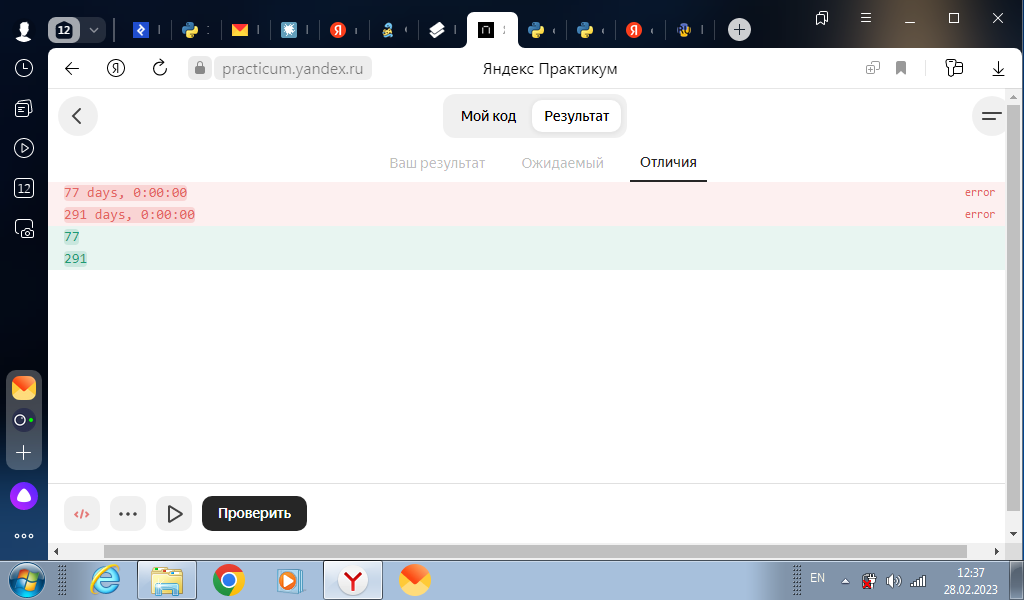 12
practicum.yandex.ru
Яндекс Практикум
Мой код
Результат
Ваш результат
Ожидаемый
Отличия
77 days, 0:00:00
error
291 days, 0:00:00
error
77
291
12
</>
Проверить
EN
12:37
28.02.2023